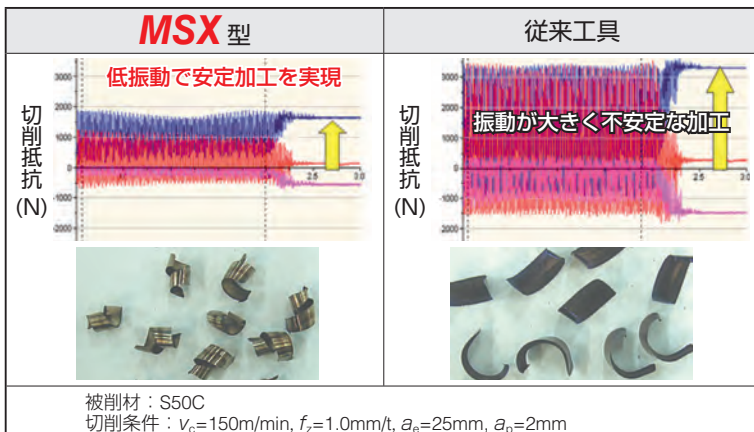 MSX 型
従来工具
切削抵抗
(N)
低振動で安定加工を実現
3000
2000
1000
0
-1000
-2000
2.5
3.0
切削抵抗
(N)
振動が大きく不安定な加工
3000
2000
1000
0
-1000
-2000
2.5
3.0
被削材：S50C
切削条件：vc=150m/min, fz=1.0mm/t, ae=25mm, ap=2mm